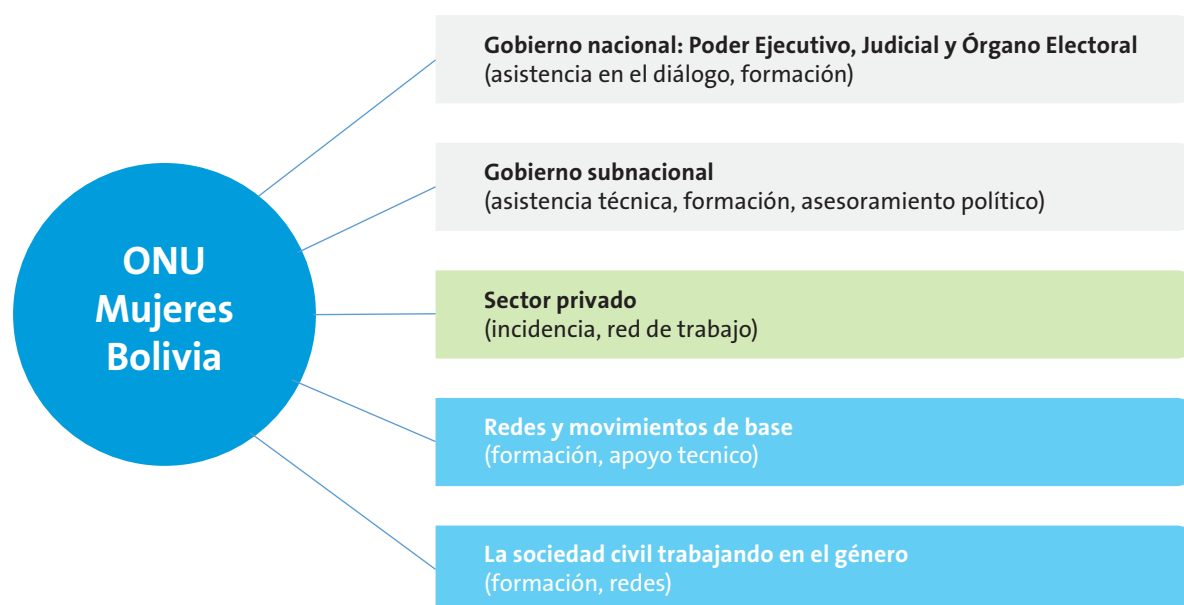 ONU
Mujeres
Bolivia
Gobierno nacional: Poder Ejecutivo, Judicial y Órgano Electoral
(asistencia en el diálogo, formación)
Gobierno subnacional
(asistencia técnica, formación, asesoramiento político)
Sector privado
(incidencia, red de trabajo)
Redes y movimientos de base
(formación, apoyo tecnico)
La sociedad civil trabajando en el género
(formación, redes)